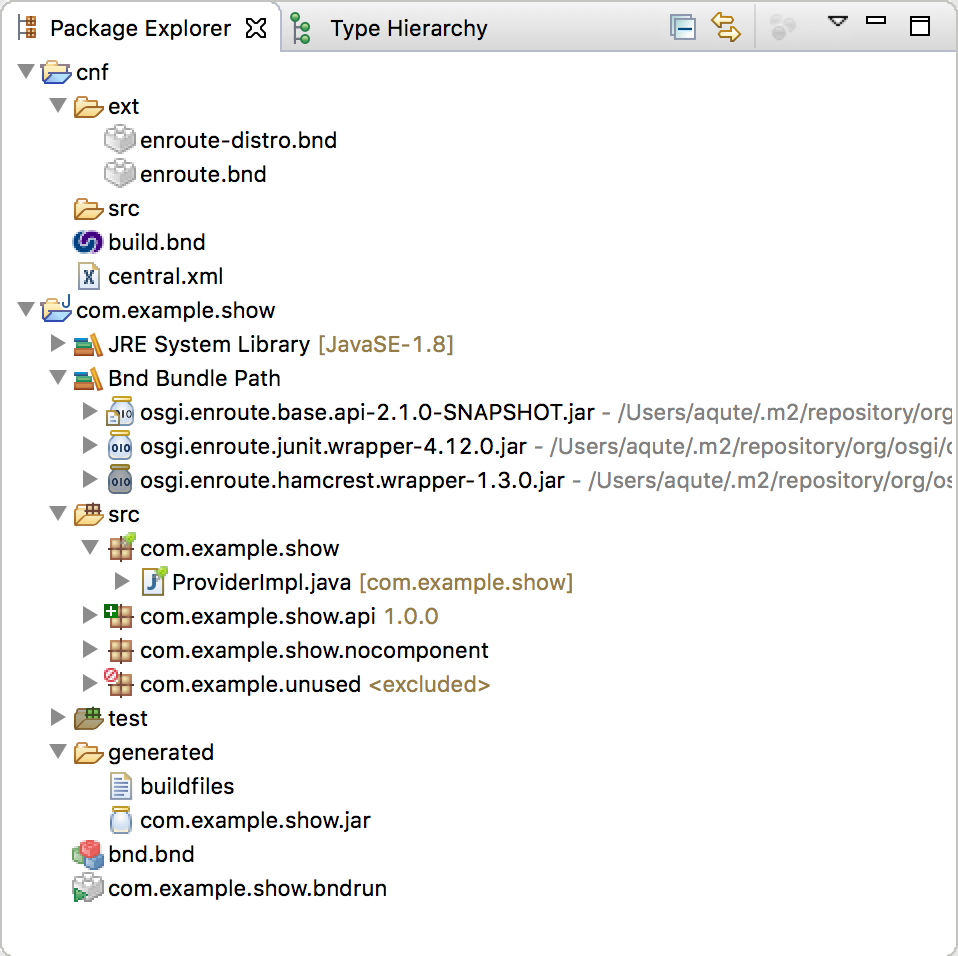 Package Explorer Type Hierarchy
cnf
ext
enroute-distro.bnd
enroute.bnd
src
build.bnd
central.xml
com.example.show
JRE System Library [JavaSE-1.8]
Bnd Bundle Path
osgi.enroute.base.api-2.1.0-SNAPSHOT.jar - /Users/aqute/.m2/repository/org
osgi.enroute.junit.wrapper-4.12.0.jar - /Users/aqute/.m2/repository/org/osgi/
osgi.enroute.hamcrest.wrapper-1.3.0.jar - /Users/aqute/.m2/repository/org/os
src
com.example.show
ProviderImpl.java [com.example.show]
com.example.show.api 1.0.0
com.example.show.nocomponent
com.example.unused <excluded>
test
generated
buildfiles
com.example.show.jar
bnd.bnd
com.example.show.bndrun